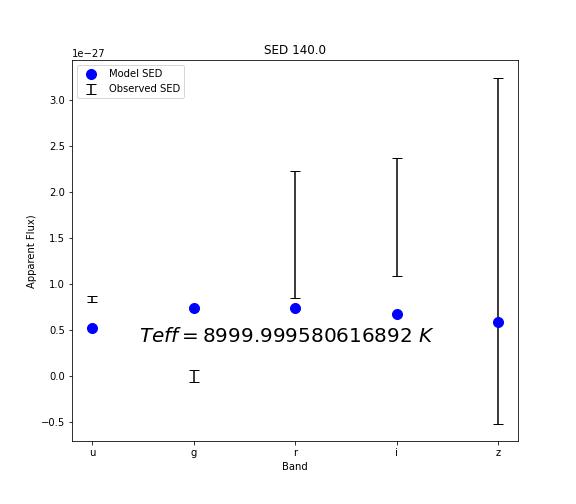 SED 140.0
1e−27
Model SED
Observed SED
3.0
2.5
2.0
1.5
1.0
0.5
0.0
−0.5
Apparent Flux)
Teff = 8999.999580616892 K
u g r i z
Band